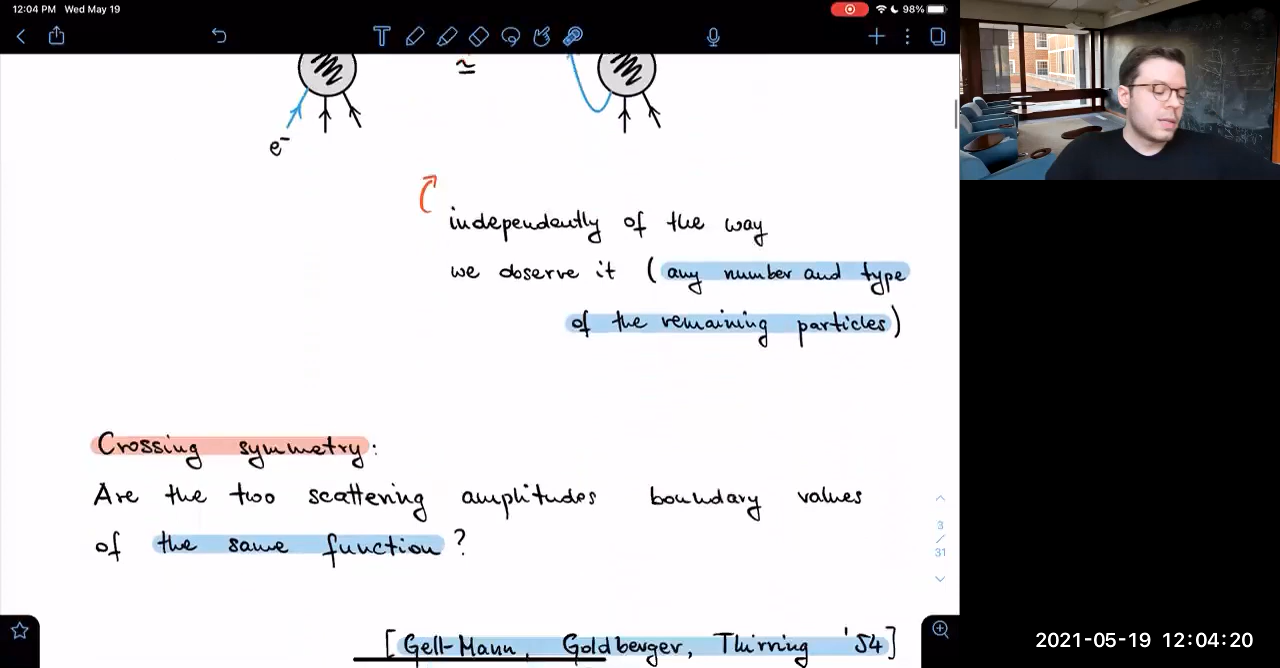 12:04 PM Wed May 19
98%
T
≃
e⁻
independently of the way
we observe it (any number and type
of the remaining particles)
Crossing symmetry:
Are the two scattering amplitudes boundary values
of the same function?
3
/
31
[Gell-Mann, Goldberger, Thirring '54]
2021-05-19 12:04:20